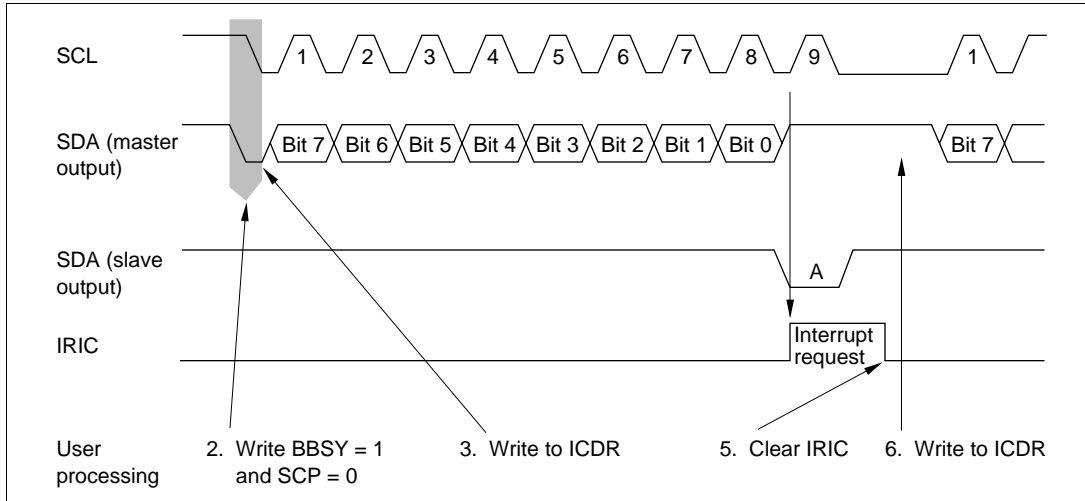 SCL
1 2 3 4 5 6 7 8 9 1
SDA (master
output)
Bit 7 Bit 6 Bit 5 Bit 4 Bit 3 Bit 2 Bit 1 Bit 0 Bit 7
SDA (slave
output)
A
IRIC
Interrupt
request
User
processing
2. Write BBSY = 1
and SCP = 0
3. Write to ICDR
5. Clear IRIC
6. Write to ICDR